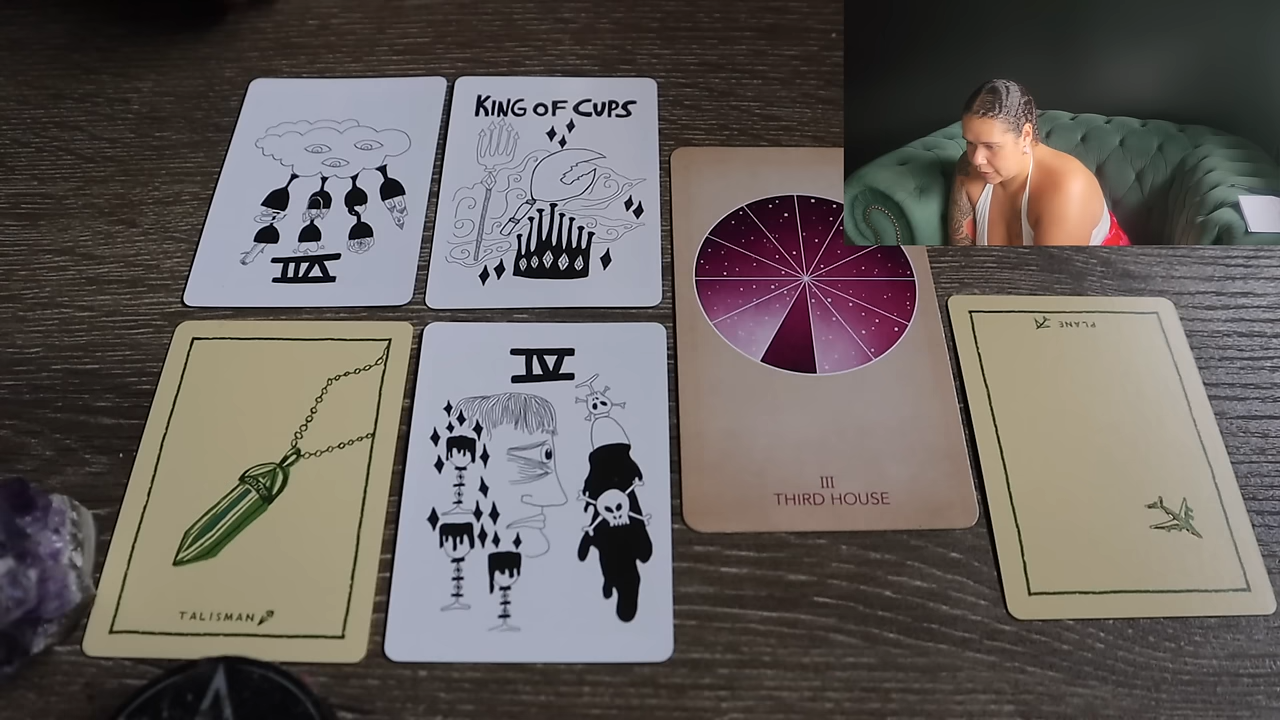 KING OF CUPS
VII
IV
TALISMAN
III
THIRD HOUSE
PLANE